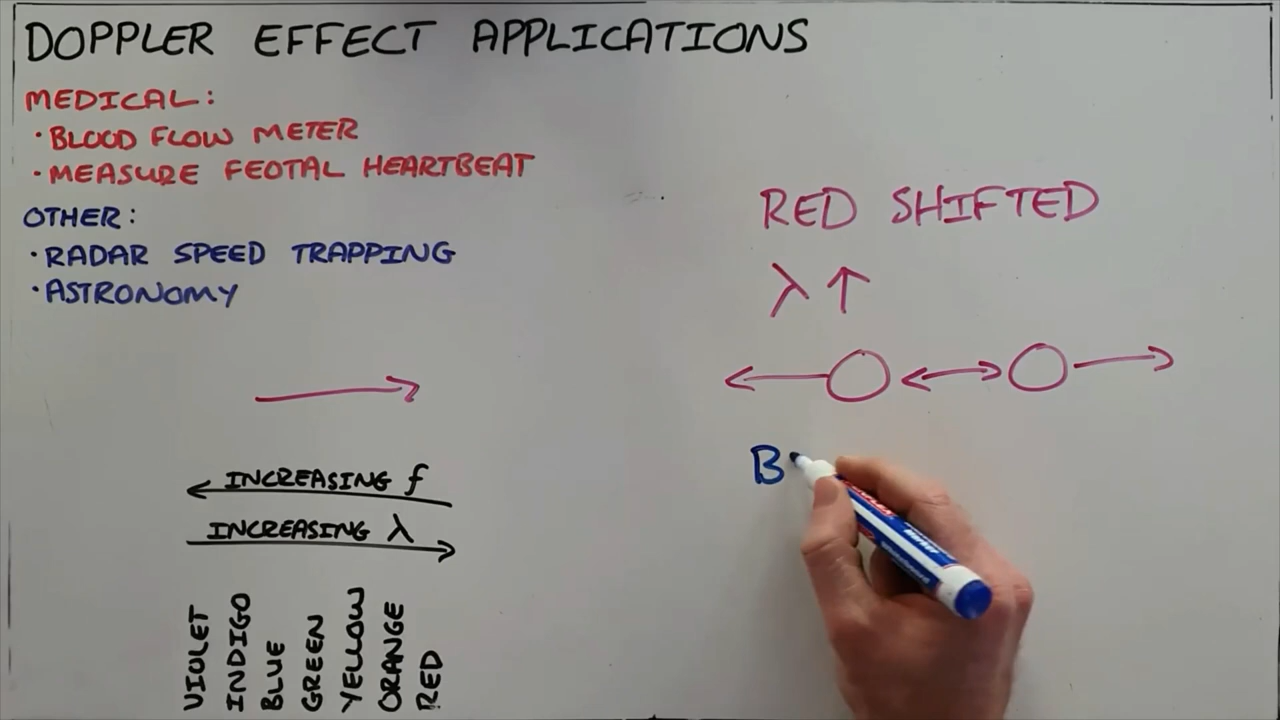 DOPPLER EFFECT APPLICATIONS
MEDICAL:
• BLOOD FLOW METER
• MEASURE FEOTAL HEARTBEAT
OTHER:
• RADAR SPEED TRAPPING
• ASTRONOMY
INCREASING f
INCREASING λ
VIOLET
INDIGO
BLUE
GREEN
YELLOW
ORANGE
RED
RED SHIFTED
λ ↑
B